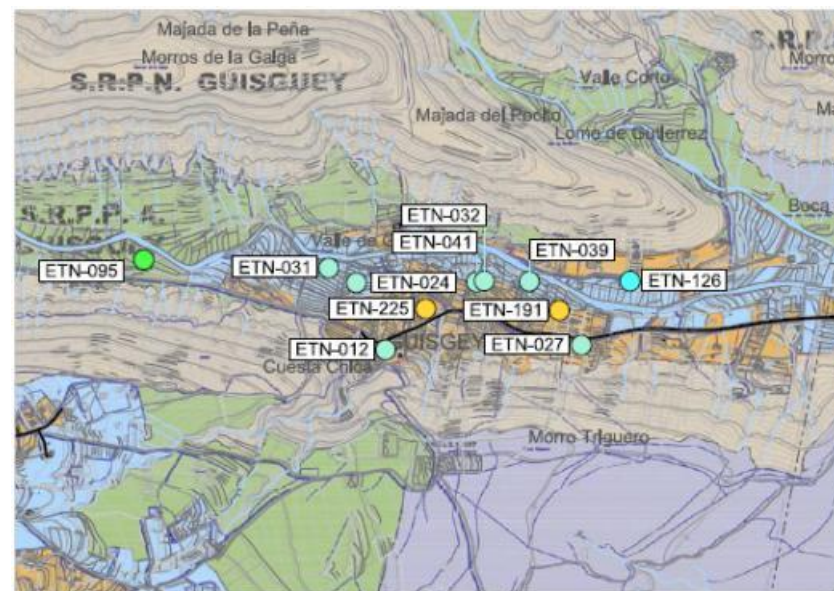 Majada de la Peña
Morros de la Galga
S.R.P.N. GUISGUEY
S.R.P.
Morro
Valle Corto
Majada del Pocito
Lomo de Gutierrez
Boca
S.R.P.P.-A.
ETN-032
ETN-041
ETN-039
ETN-095
ETN-031
ETN-024
ETN-126
ETN-225
ETN-191
ETN-012
ETN-027
Cuesta Chica
Morro Triguero